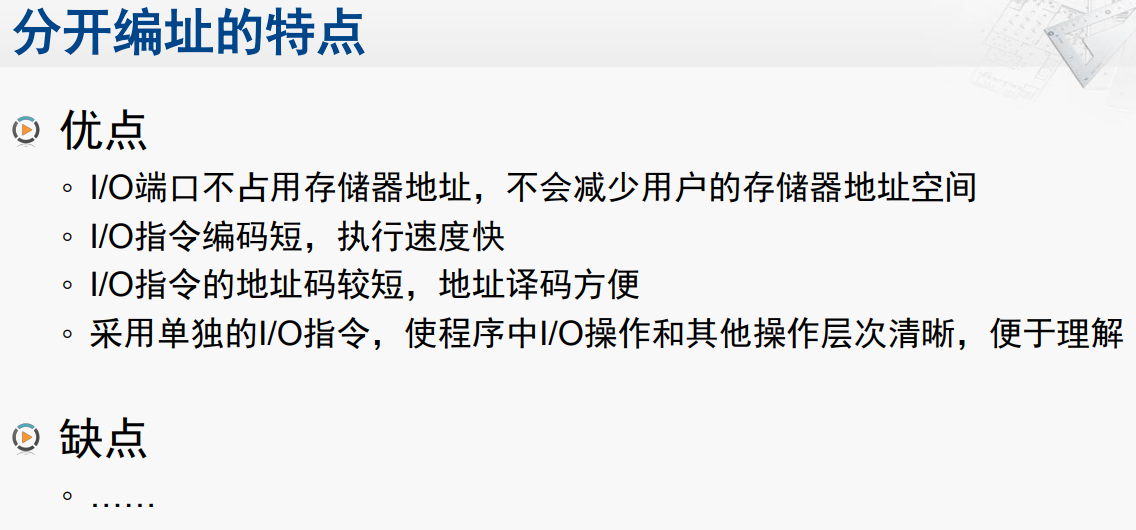 分开编址的特点
优点
。I/O端口不占用存储器地址，不会减少用户的存储器地址空间
。I/O指令编码短，执行速度快
。I/O指令的地址码较短，地址译码方便
。采用单独的I/O指令，使程序中I/O操作和其他操作层次清晰，便于理解
缺点
。……